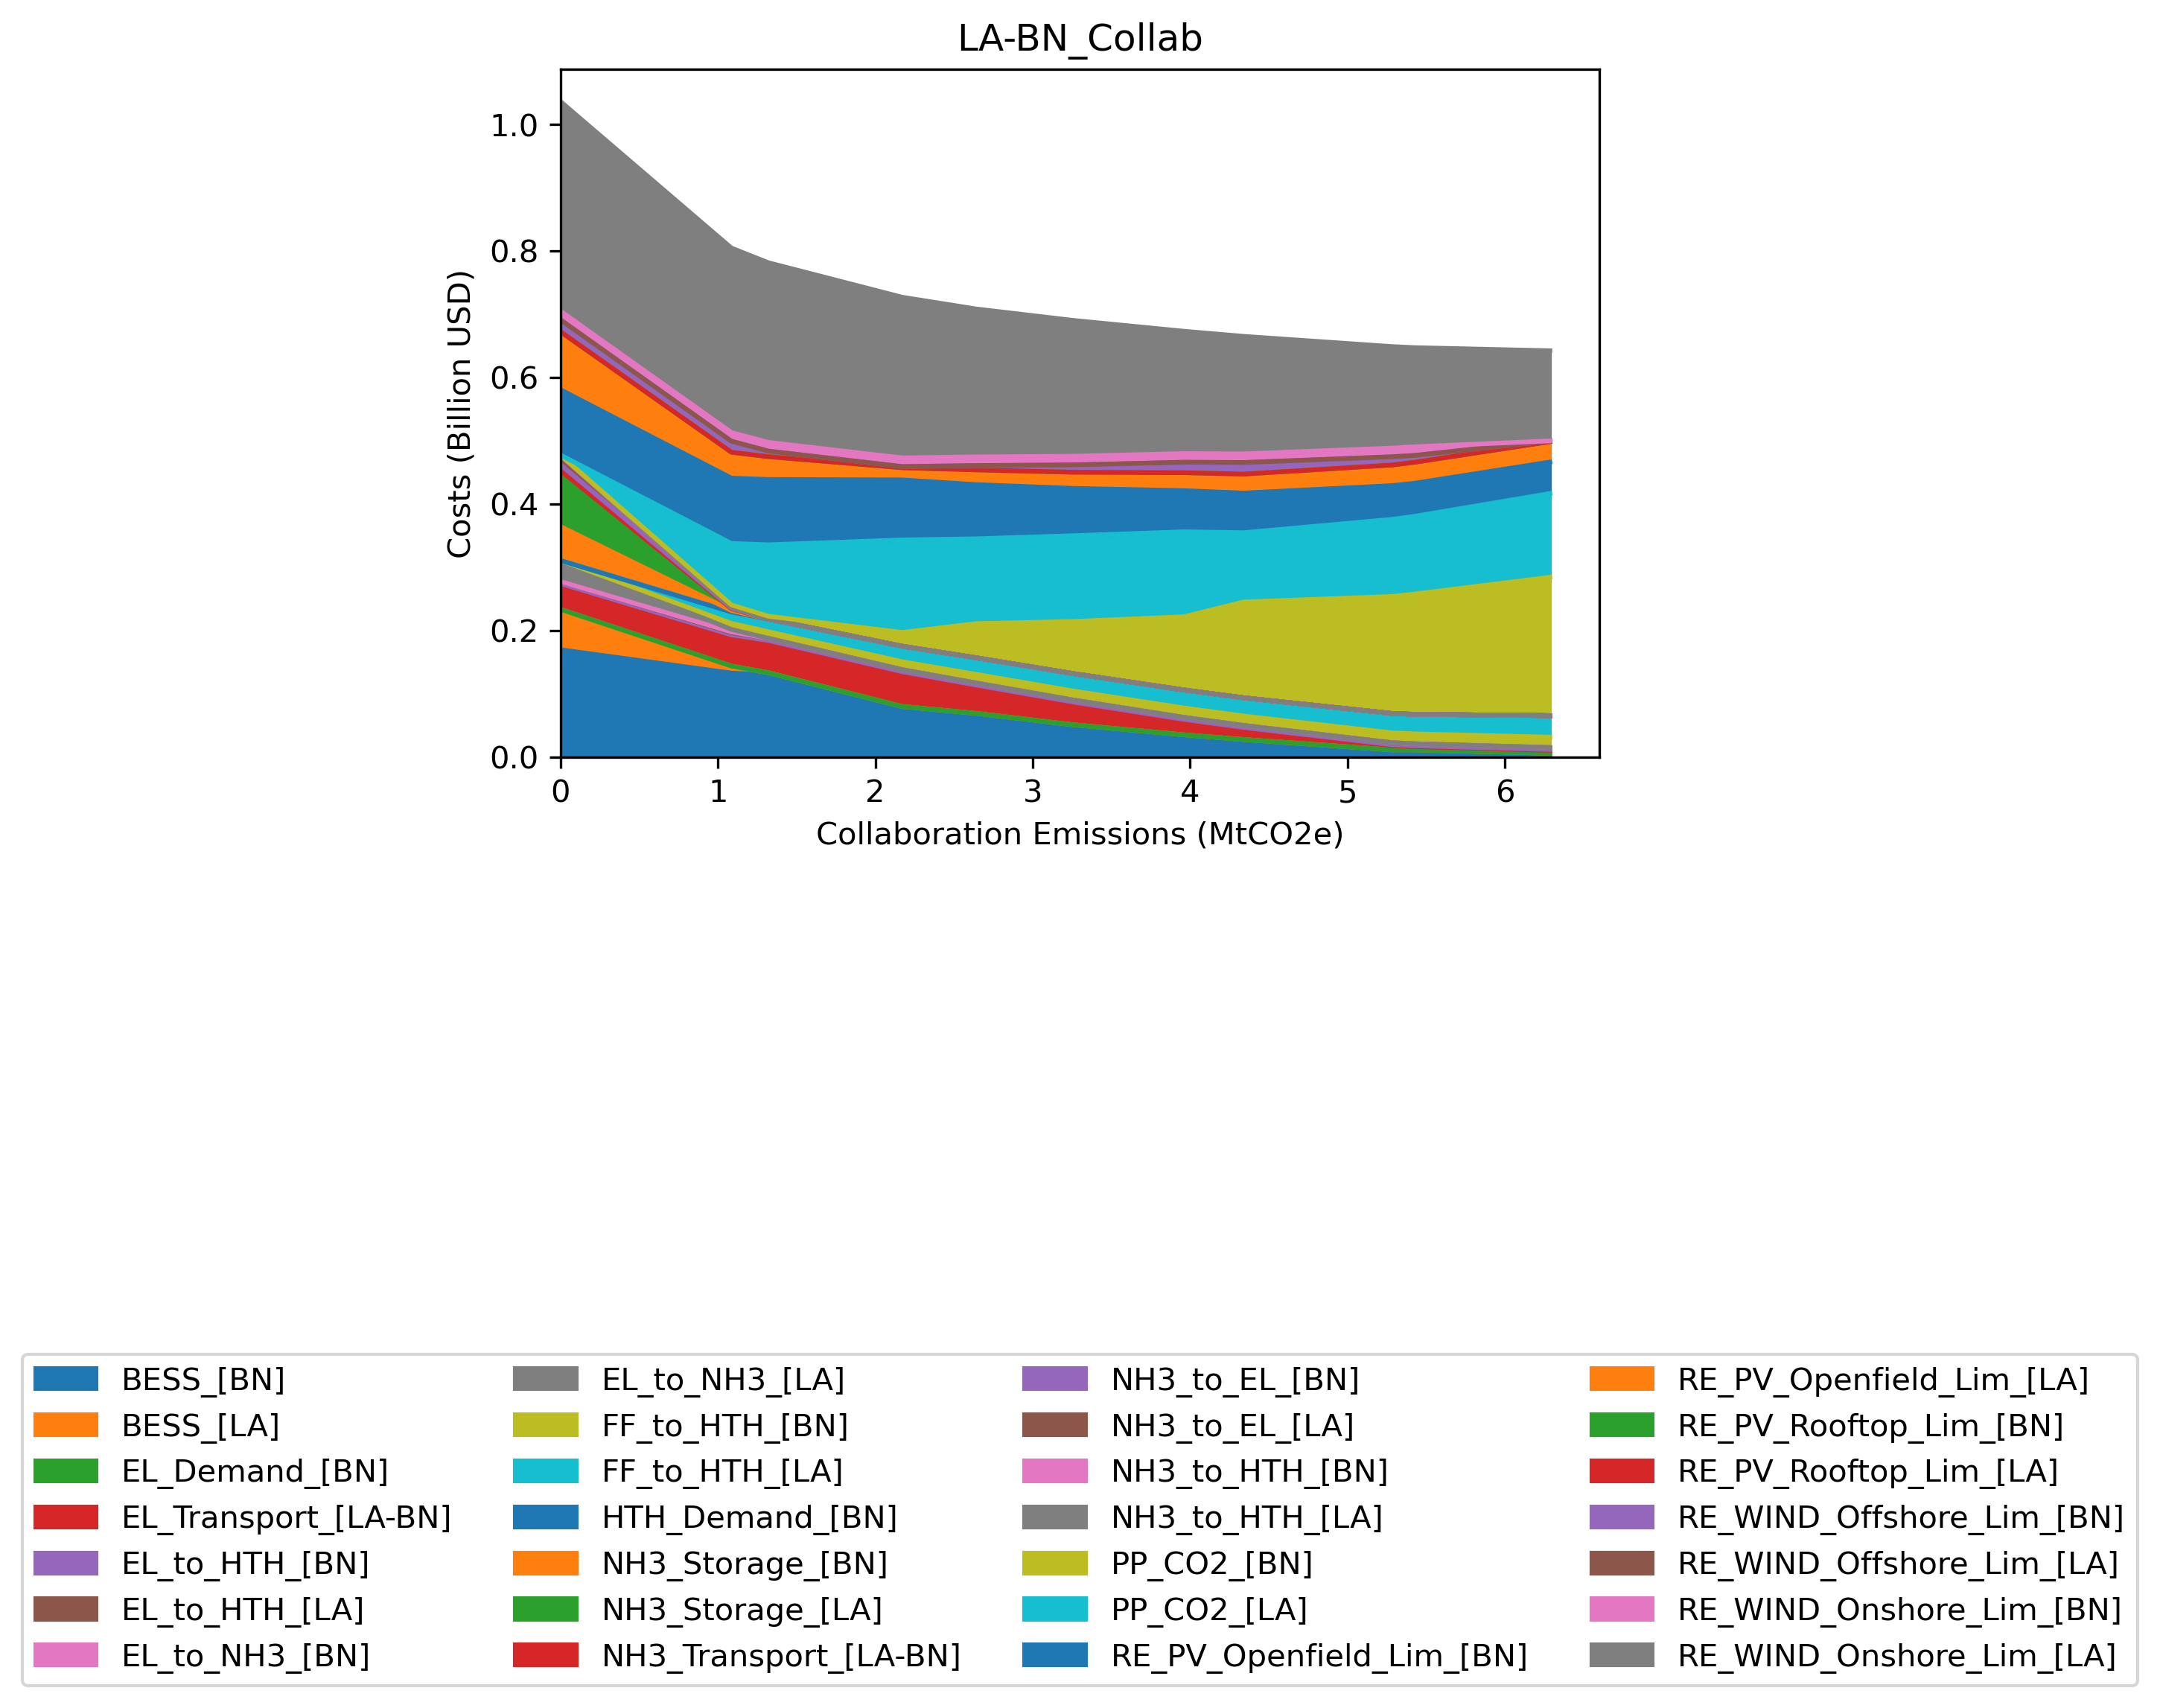 LA-BN_Collab
1.0
0.8
0.6
0.4
0.2
0.0
Costs (Billion USD)
0 1 2 3 4 5 6
Collaboration Emissions (MtCO2e)
BESS_[BN]
BESS_[LA]
EL_Demand_[BN]
EL_Transport_[LA-BN]
EL_to_HTH_[BN]
EL_to_HTH_[LA]
EL_to_NH3_[BN]
EL_to_NH3_[LA]
FF_to_HTH_[BN]
FF_to_HTH_[LA]
HTH_Demand_[BN]
NH3_Storage_[BN]
NH3_Storage_[LA]
NH3_Transport_[LA-BN]
NH3_to_EL_[BN]
NH3_to_EL_[LA]
NH3_to_HTH_[BN]
NH3_to_HTH_[LA]
PP_CO2_[BN]
PP_CO2_[LA]
RE_PV_Openfield_Lim_[BN]
RE_PV_Openfield_Lim_[LA]
RE_PV_Rooftop_Lim_[BN]
RE_PV_Rooftop_Lim_[LA]
RE_WIND_Offshore_Lim_[BN]
RE_WIND_Offshore_Lim_[LA]
RE_WIND_Onshore_Lim_[BN]
RE_WIND_Onshore_Lim_[LA]